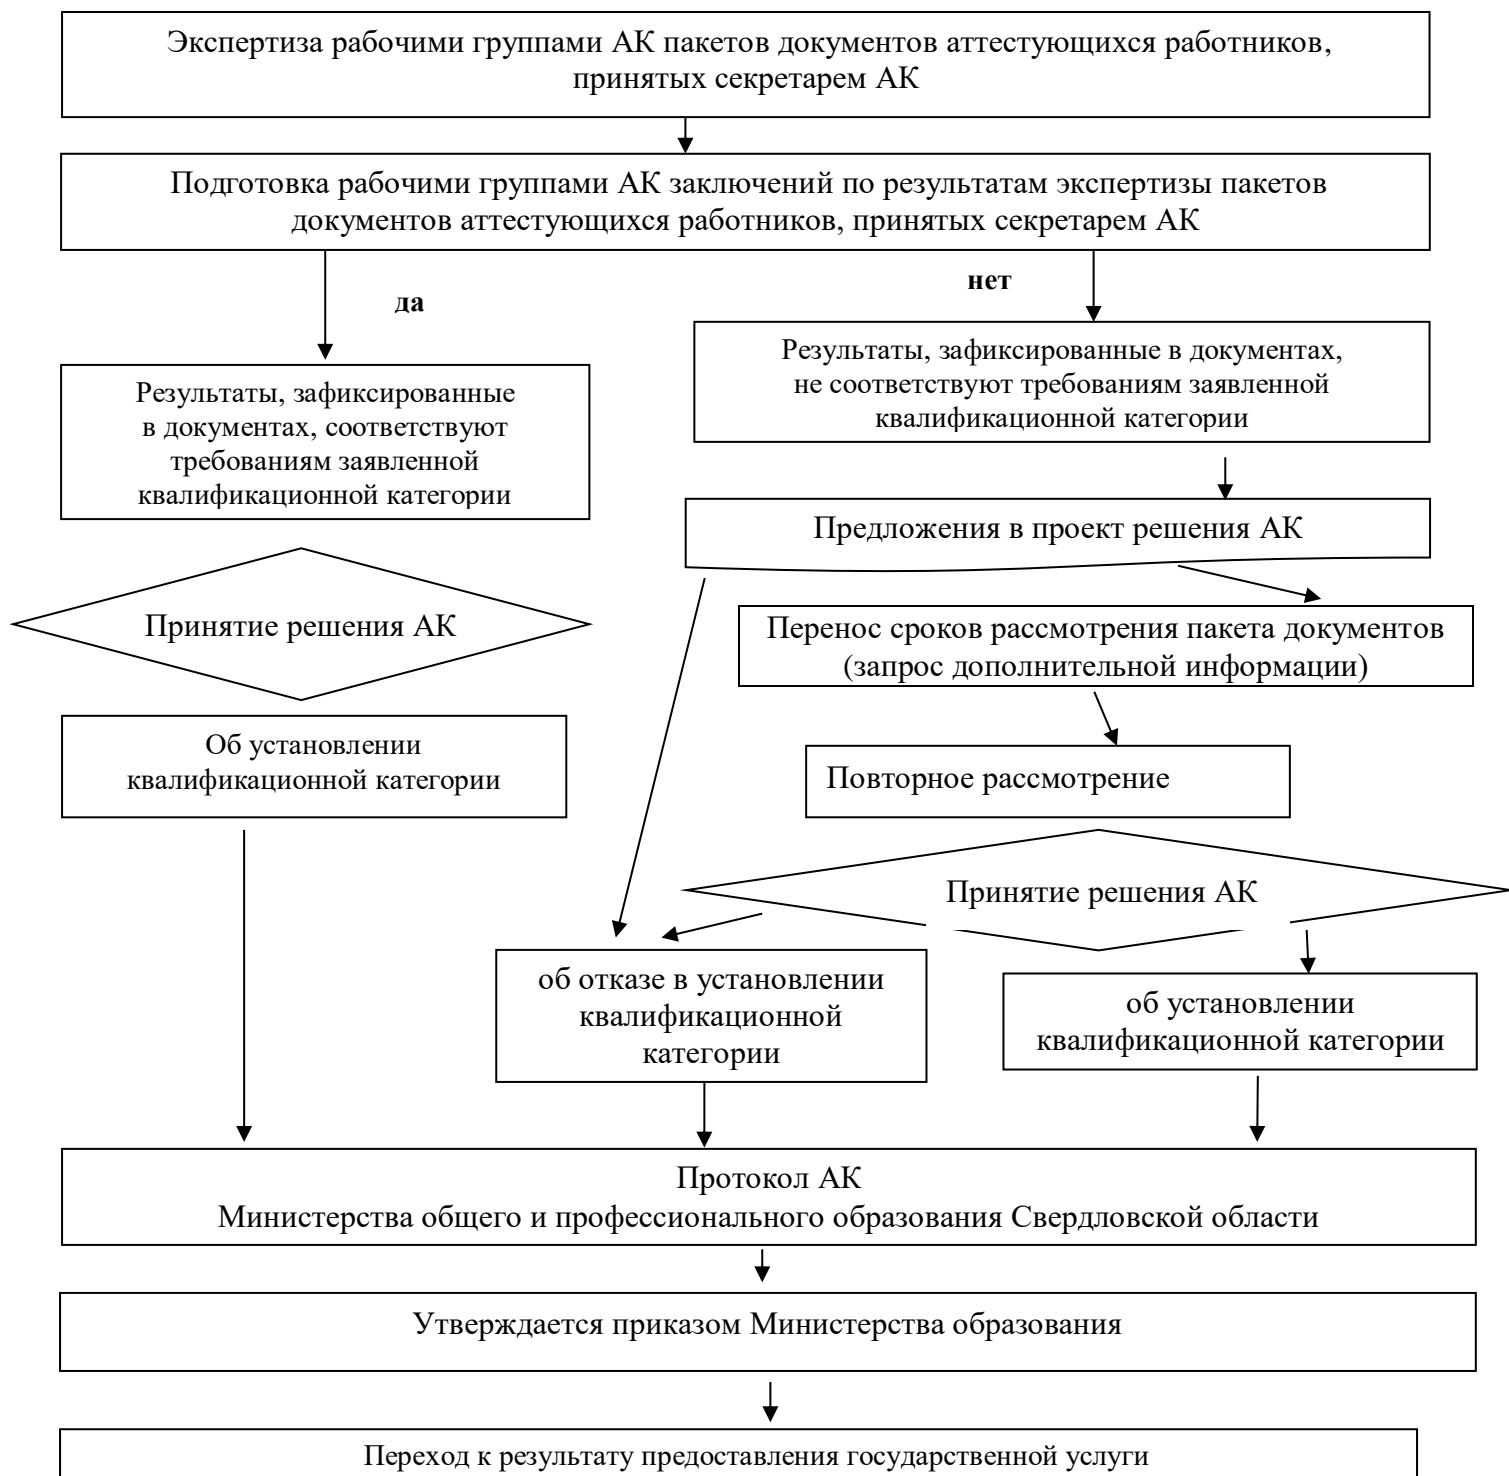 Экспертиза рабочими группами АК пакетов документов аттестующихся работников,
принятых секретарем АК
Подготовка рабочими группами АК заключений по результатам экспертизы пакетов
документов аттестующихся работников, принятых секретарем АК
да
нет
Результаты, зафиксированные
в документах, соответствуют
требованиям заявленной
квалификационной категории
Результаты, зафиксированные в документах,
не соответствуют требованиям заявленной
квалификационной категории
Предложения в проект решения АК
Принятие решения АК
Перенос сроков рассмотрения пакета документов
(запрос дополнительной информации)
Об установлении
квалификационной категории
Повторное рассмотрение
Принятие решения АК
об отказе в установлении
квалификационной
категории
об установлении
квалификационной категории
Протокол АК
Министерства общего и профессионального образования Свердловской области
Утверждается приказом Министерства образования
Переход к результату предоставления государственной услуги